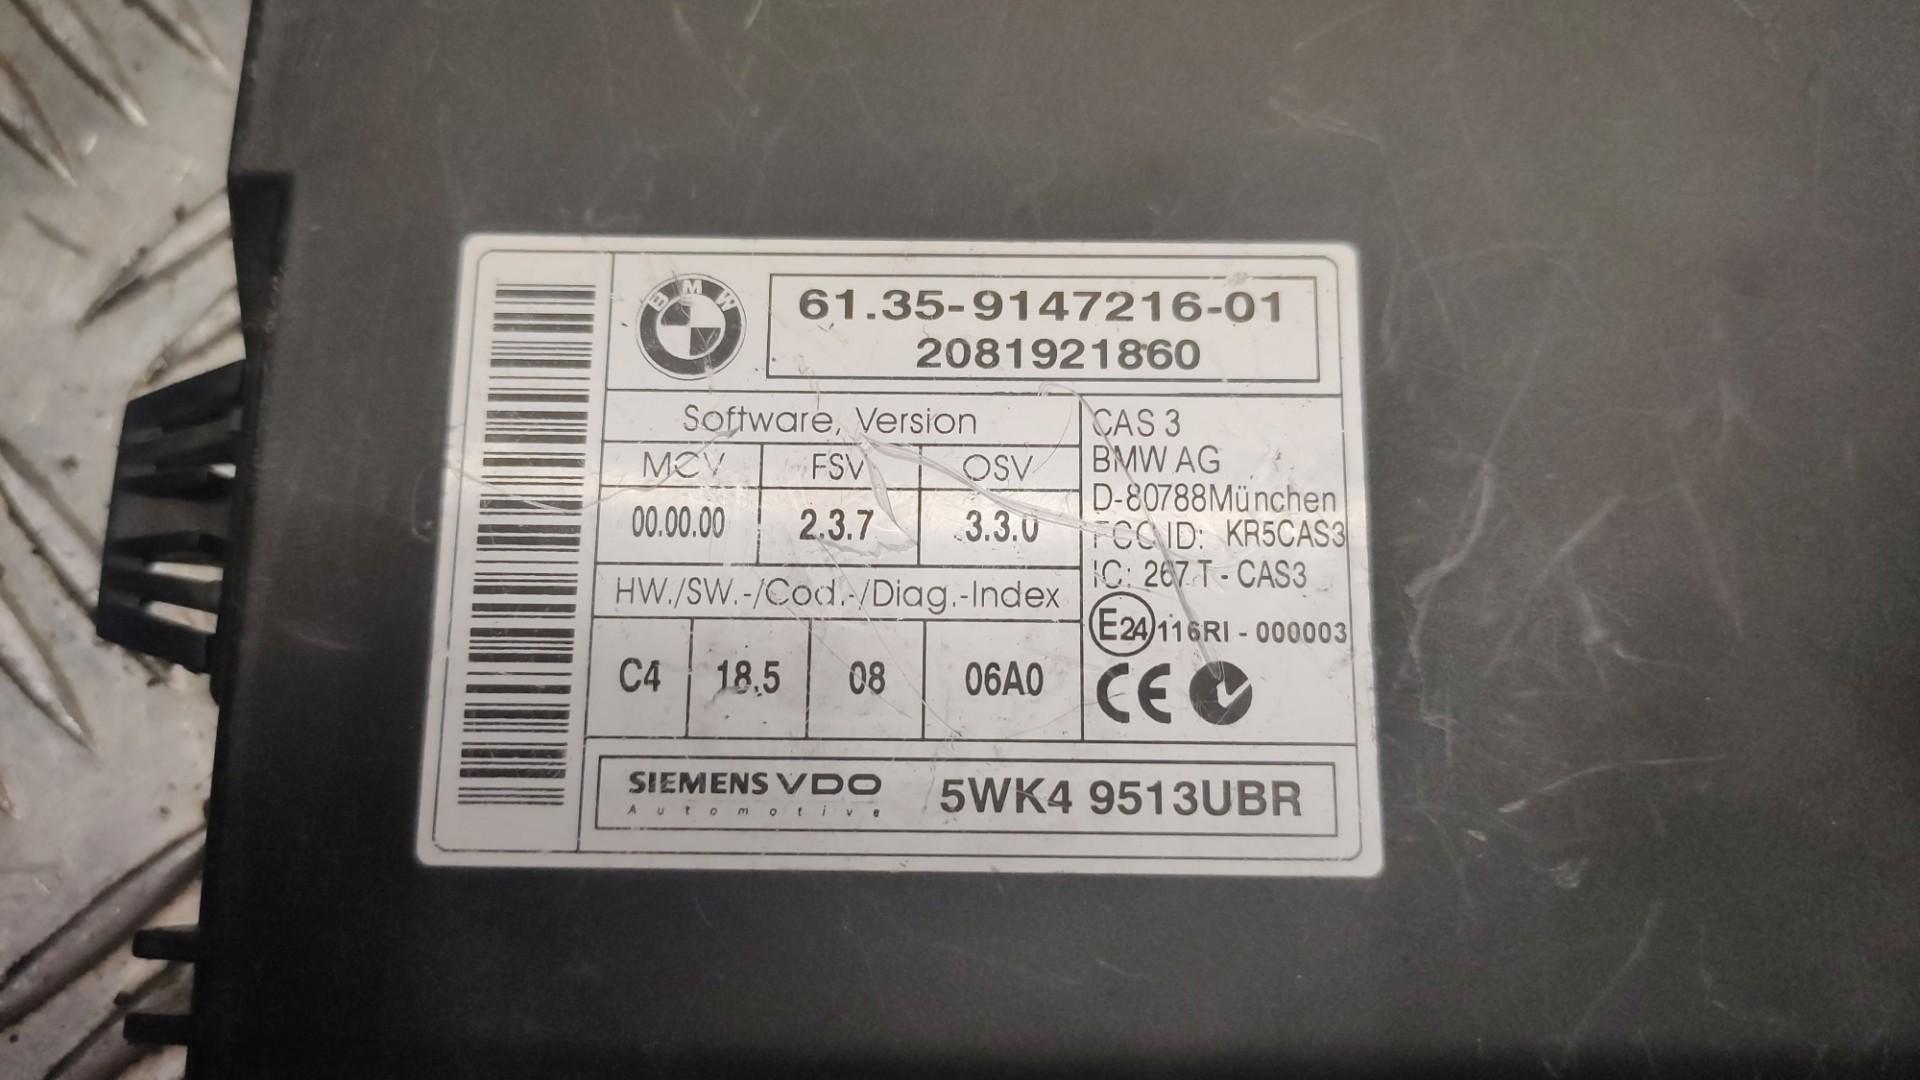 BMW
61.35-9147216-01
2081921860
Software, Version
MCV FSV OSV
00.00.00 2.3.7 3.3.0
HW./SW.-/Cod.-/Diag.-Index
C4 18.5 08 06A0
CAS 3
BMW AG
D-80788München
FCC ID: KR5CAS3
IC: 267 T - CAS3
E24 116RI - 000003
CE
SIEMENS VDO
Automotive
5WK4 9513UBR